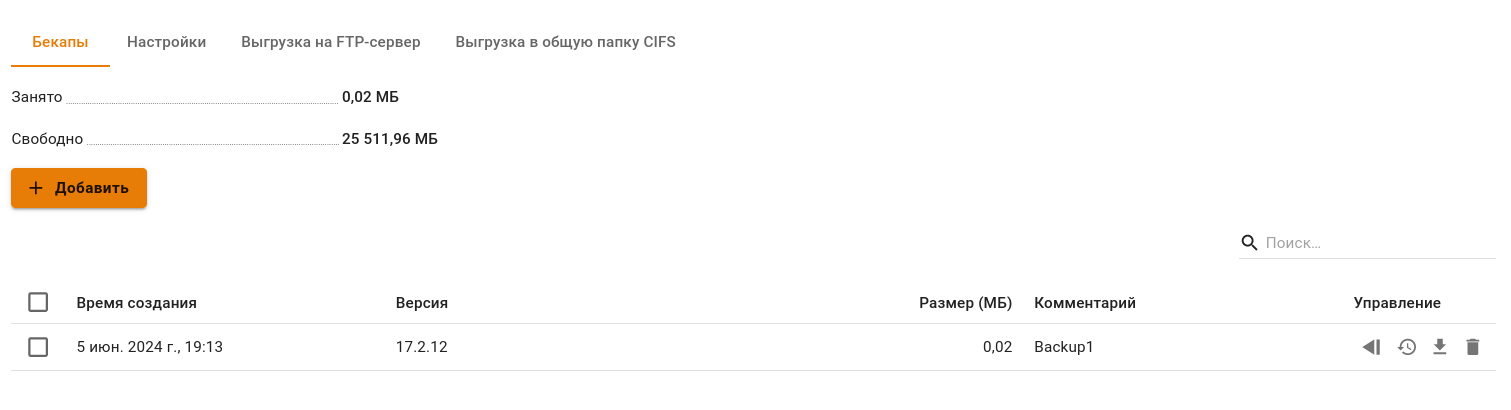 Бекапы Настройки Выгрузка на FTP-сервер Выгрузка в общую папку CIFS
Занято 0,02 МБ
Свободно 25 511,96 МБ
Добавить
Поиск...
Время создания Версия Размер (МБ) Комментарий Управление
5 июн. 2024 г., 19:13 17.2.12 0,02 Backup1